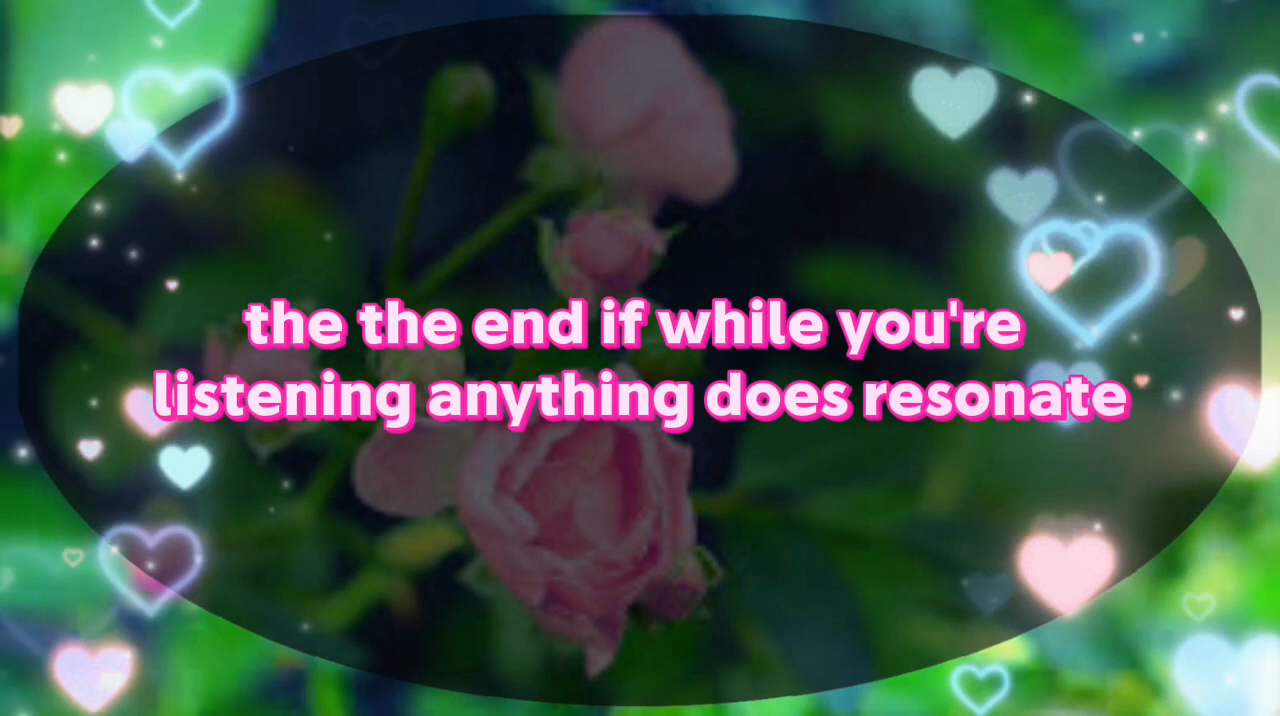 the the end if while you're
listening anything does resonate